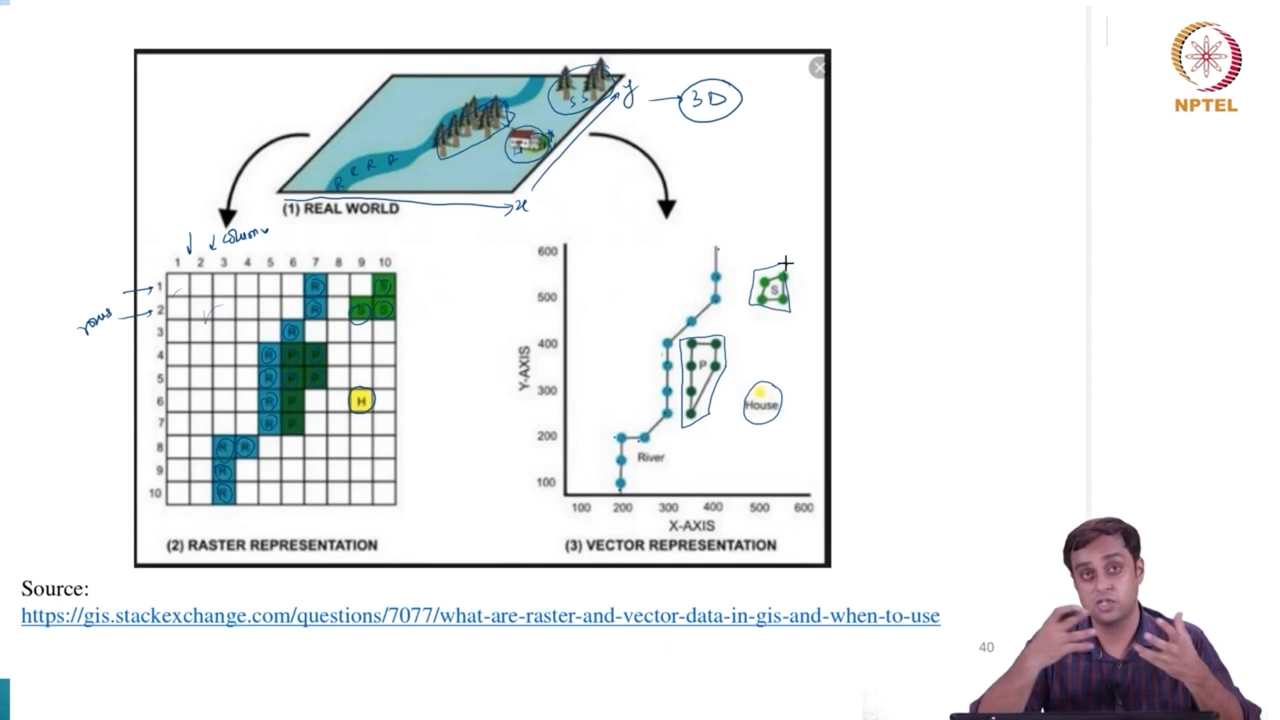 NPTEL
y → 3D
S S
R R R R
(1) REAL WORLD
x
columns
1 2 3 4 5 6 7 8 9 10
rows
1 R S
2 R S S
3 R
4 R P P
5 R P P
6 R P H
7 R P
8 R R
9 R
10 R
(2) RASTER REPRESENTATION
600
500
400
300
200
100
Y-AXIS
S
P
House
River
100 200 300 400 500 600
X-AXIS
(3) VECTOR REPRESENTATION
Source:
https://gis.stackexchange.com/questions/7077/what-are-raster-and-vector-data-in-gis-and-when-to-use
40